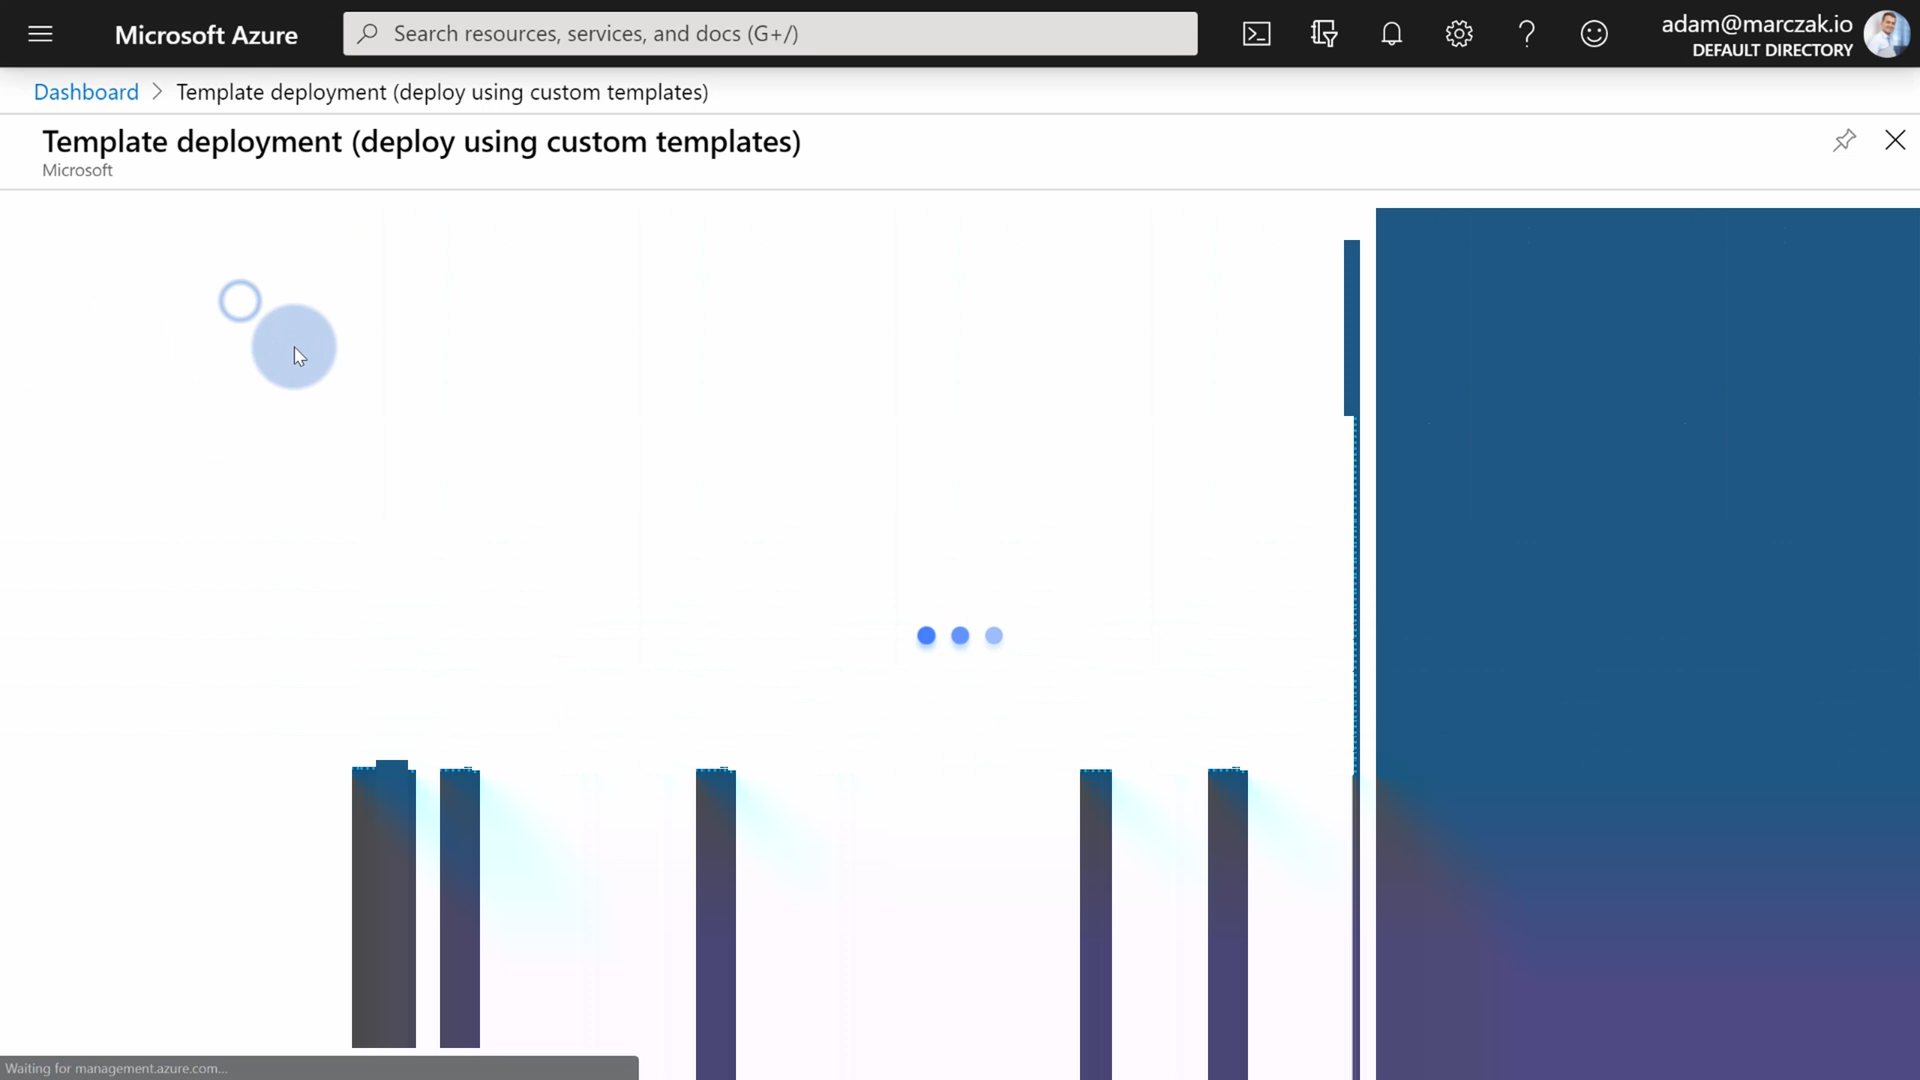 Microsoft Azure
Search resources, services, and docs (G+/)
adam@marczak.io
DEFAULT DIRECTORY
Dashboard > Template deployment (deploy using custom templates)
Template deployment (deploy using custom templates)
Microsoft
Waiting for management.azure.com...